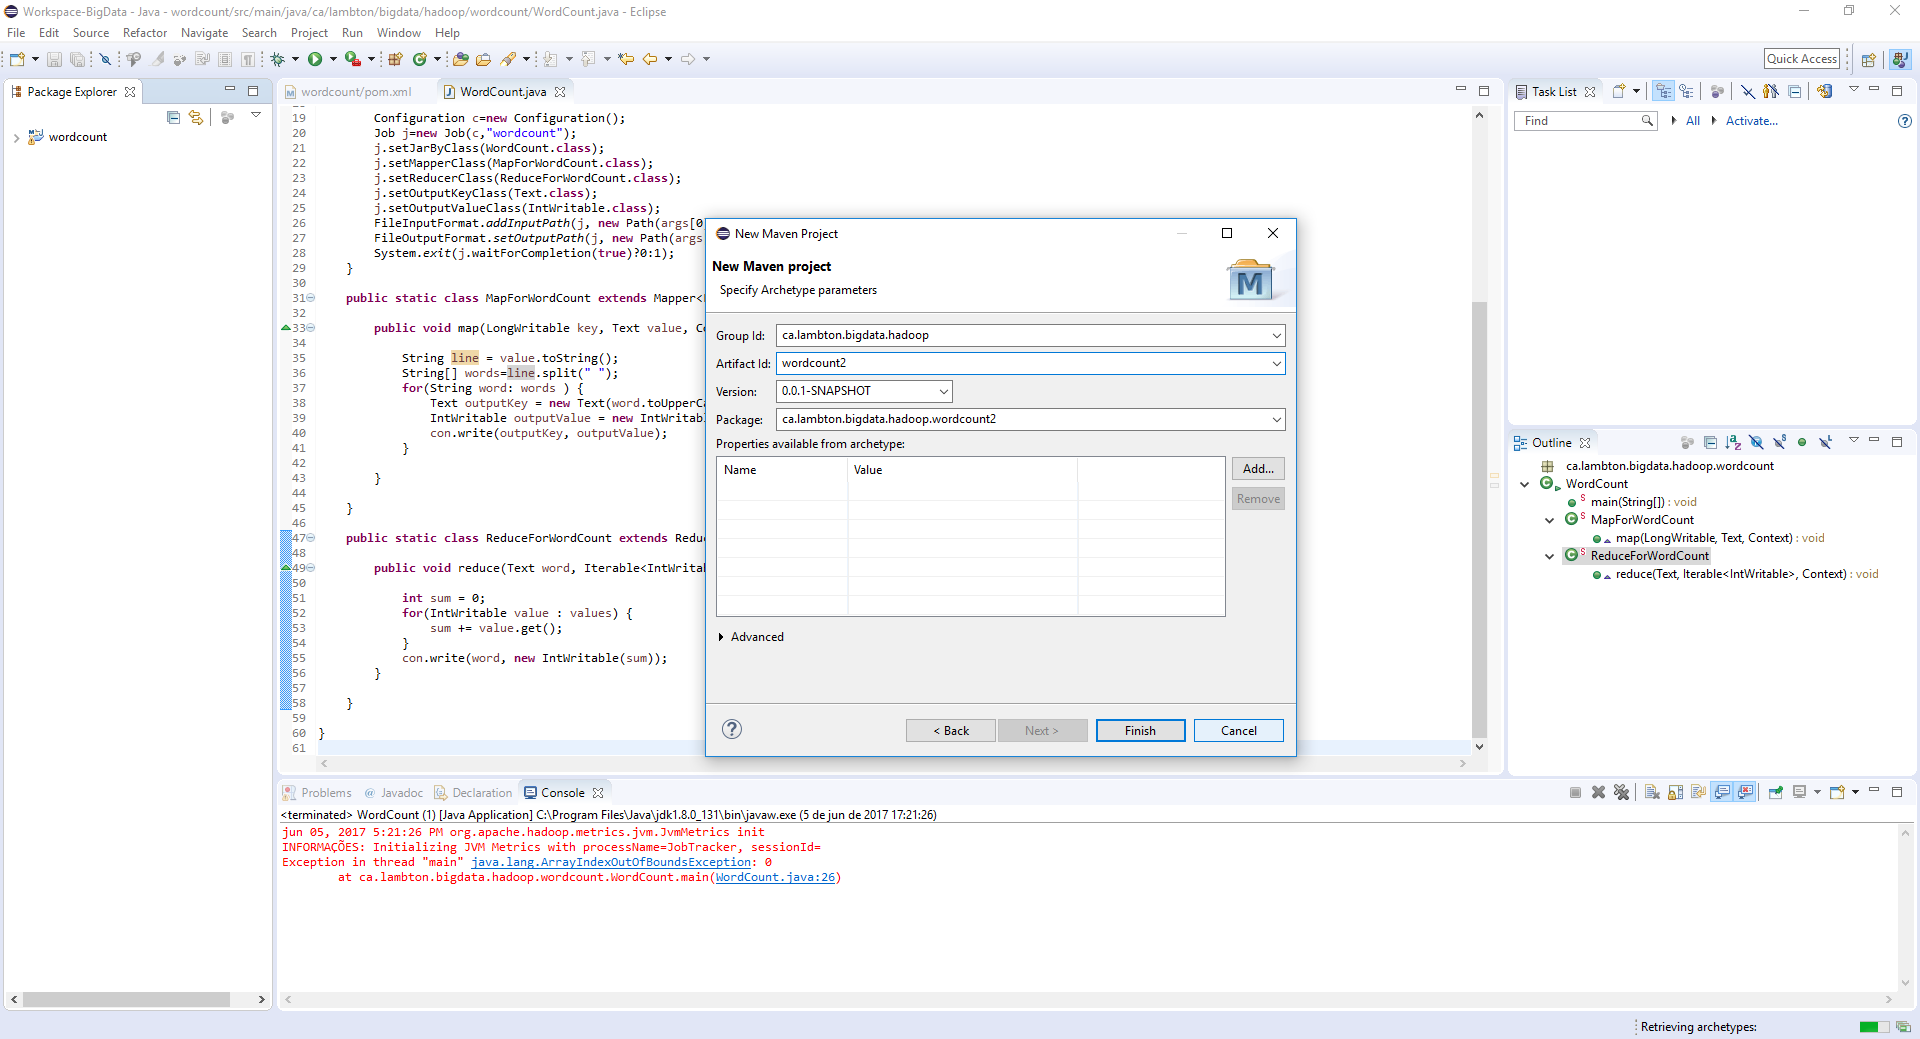 Workspace-BigData - Java - wordcount/src/main/java/ca/lambton/bigdata/hadoop/wordcount/WordCount.java - Eclipse
File Edit Source Refactor Navigate Search Project Run Window Help
Quick Access
Package Explorer
wordcount
wordcount/pom.xml
WordCount.java
19 Configuration c=new Configuration();
20 Job j=new Job(c,"wordcount");
21 j.setJarByClass(WordCount.class);
22 j.setMapperClass(MapForWordCount.class);
23 j.setReducerClass(ReduceForWordCount.class);
24 j.setOutputKeyClass(Text.class);
25 j.setOutputValueClass(IntWritable.class);
26 FileInputFormat.addInputPath(j, new Path(args[0
27 FileOutputFormat.setOutputPath(j, new Path(args
28 System.exit(j.waitForCompletion(true)?0:1);
29 }
30
31 public static class MapForWordCount extends Mapper<
32
33 public void map(LongWritable key, Text value, Co
34
35 String line = value.toString();
36 String[] words=line.split(" ");
37 for(String word: words ) {
38 Text outputKey = new Text(word.toUpperCa
39 IntWritable outputValue = new IntWritabl
40 con.write(outputKey, outputValue);
41 }
42
43 }
44
45 }
46
47 public static class ReduceForWordCount extends Redu
48
49 public void reduce(Text word, Iterable<IntWrita
50
51 int sum = 0;
52 for(IntWritable value : values) {
53 sum += value.get();
54 }
55 con.write(word, new IntWritable(sum));
56 }
57
58 }
59
60 }
61
New Maven Project
New Maven project
Specify Archetype parameters
M
Group Id: ca.lambton.bigdata.hadoop
Artifact Id: wordcount2
Version: 0.0.1-SNAPSHOT
Package: ca.lambton.bigdata.hadoop.wordcount2
Properties available from archetype:
Name Value
Add...
Remove
Advanced
< Back Next > Finish Cancel
Task List
Find
All
Activate...
Outline
ca.lambton.bigdata.hadoop.wordcount
WordCount
main(String[]) : void
MapForWordCount
map(LongWritable, Text, Context) : void
ReduceForWordCount
reduce(Text, Iterable<IntWritable>, Context) : void
Problems @ Javadoc Declaration Console
<terminated> WordCount (1) [Java Application] C:\Program Files\Java\jdk1.8.0_131\bin\javaw.exe (5 de jun de 2017 17:21:26)
jun 05, 2017 5:21:26 PM org.apache.hadoop.metrics.jvm.JvmMetrics init
INFORMAÇÕES: Initializing JVM Metrics with processName=JobTracker, sessionId=
Exception in thread "main" java.lang.ArrayIndexOutOfBoundsException: 0
at ca.lambton.bigdata.hadoop.wordcount.WordCount.main(WordCount.java:26)
Retrieving archetypes: